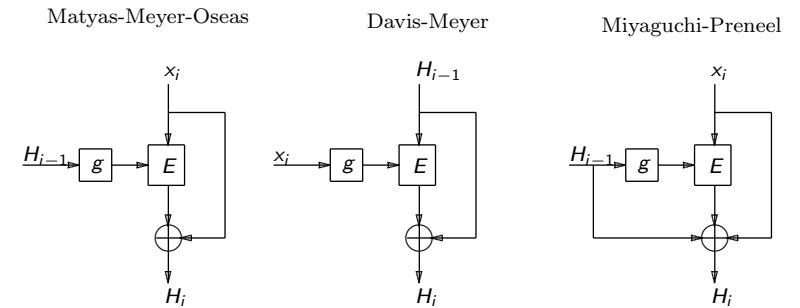 Matyas-Meyer-Oseas
Davis-Meyer
Miyaguchi-Preneel
x_i
H_{i−1}
x_i
H_{i−1}
g
E
x_i
g
E
H_{i−1}
g
E
H_i
H_i
H_i